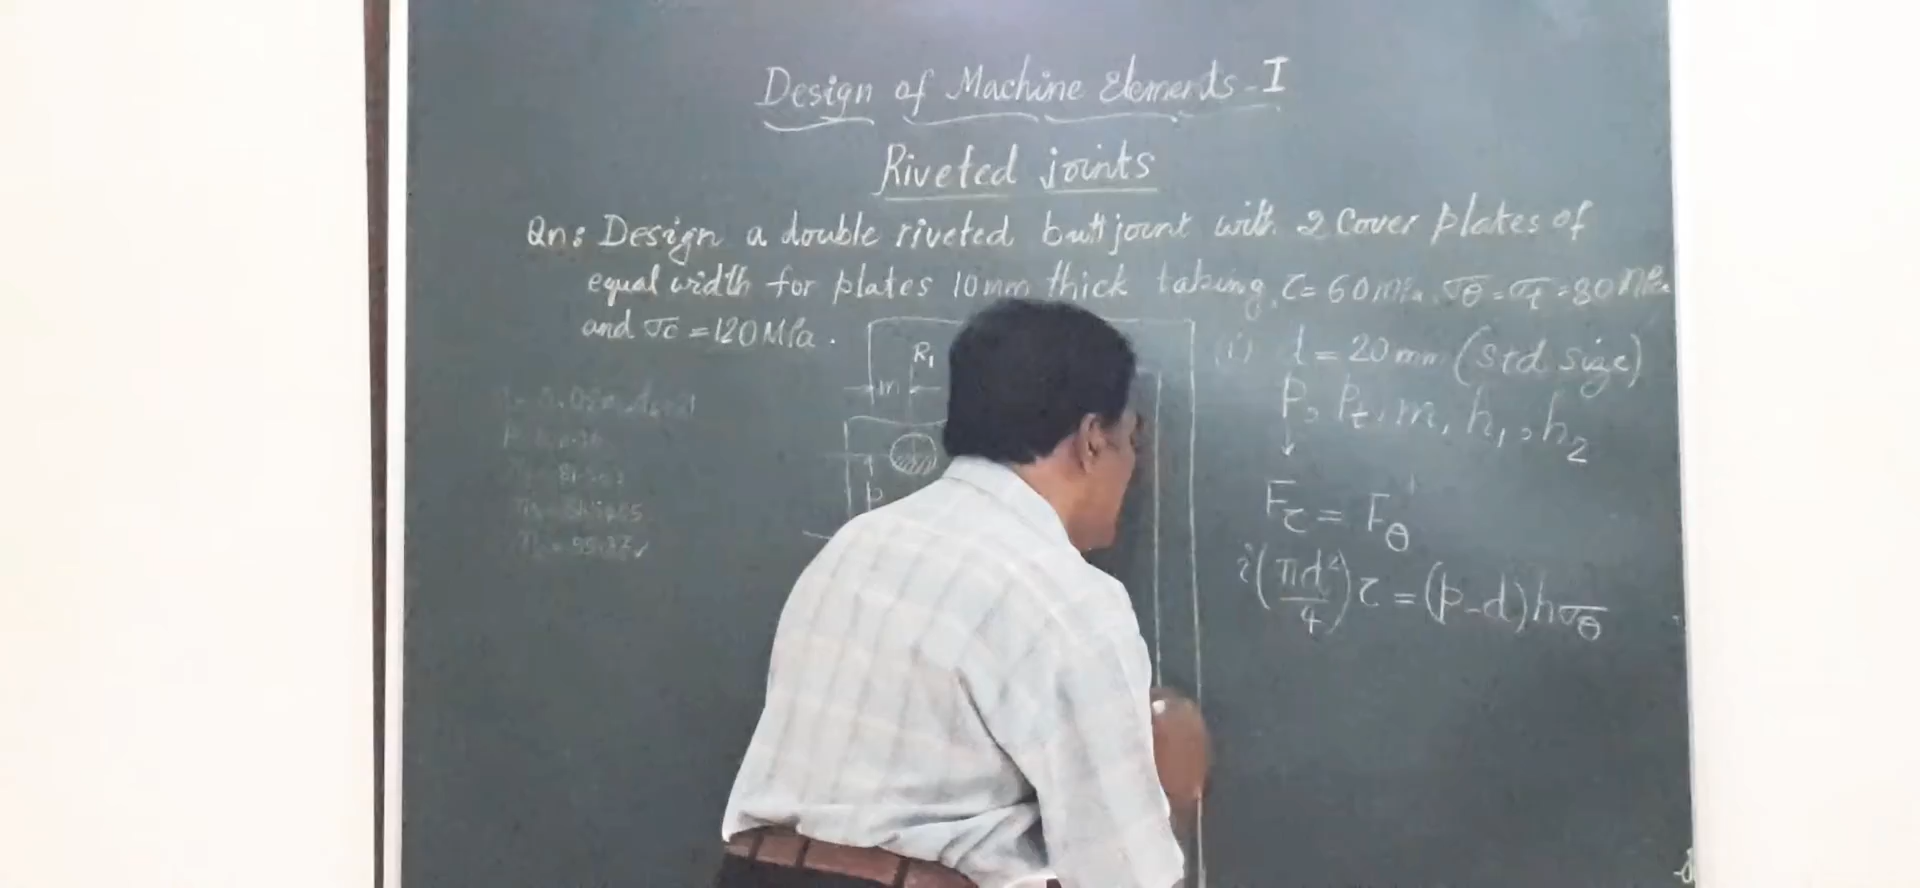 Design of Machine Elements-I
Riveted joints
Qn: Design a double riveted butt joint with 2 Cover plates of
equal width for plates 10mm thick taking τ = 60 MPa, σθ = σt = 80 MPa
and σc = 120 MPa.
R1
m
p
(i) d = 20 mm (Std size)
P, Pt, m, h1, h2
Fτ = Fθ
i(πd²/4)τ = (p-d)hσθ